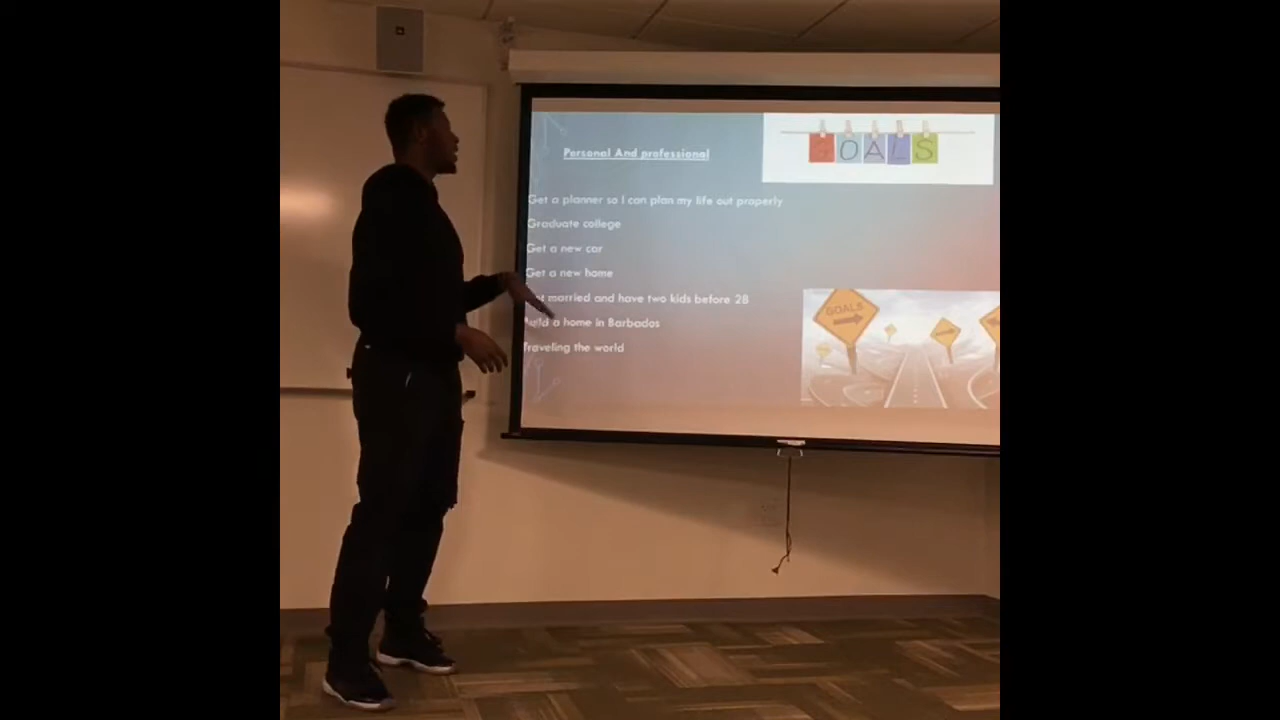 Personal And professional
GOALS
Get a planner so I can plan my life out properly
Graduate college
Get a new car
Get a new home
married and have two kids before 28
a home in Barbados
Traveling the world
GOALS